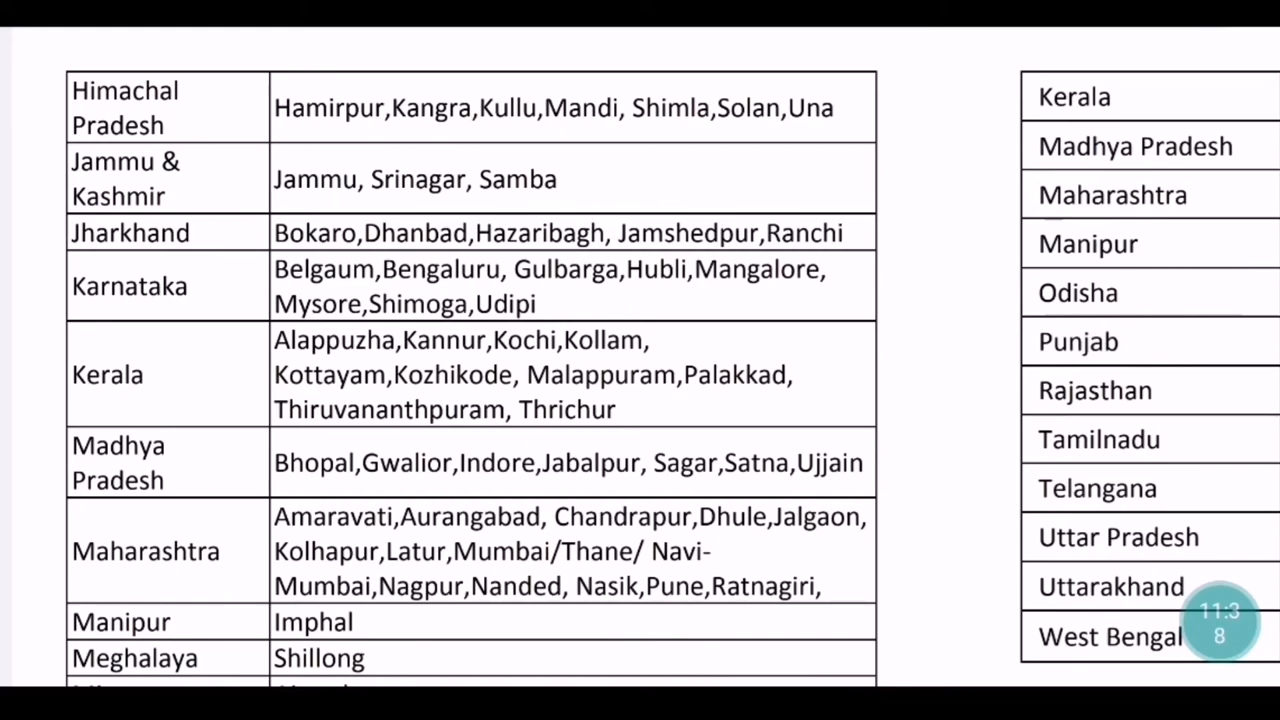 Himachal
Pradesh
Hamirpur,Kangra,Kullu,Mandi, Shimla,Solan,Una
Jammu &
Kashmir
Jammu, Srinagar, Samba
Jharkhand
Bokaro,Dhanbad,Hazaribagh, Jamshedpur,Ranchi
Karnataka
Belgaum,Bengaluru, Gulbarga,Hubli,Mangalore,
Mysore,Shimoga,Udipi
Kerala
Alappuzha,Kannur,Kochi,Kollam,
Kottayam,Kozhikode, Malappuram,Palakkad,
Thiruvananthpuram, Thrichur
Madhya
Pradesh
Bhopal,Gwalior,Indore,Jabalpur, Sagar,Satna,Ujjain
Maharashtra
Amaravati,Aurangabad, Chandrapur,Dhule,Jalgaon,
Kolhapur,Latur,Mumbai/Thane/ Navi-
Mumbai,Nagpur,Nanded, Nasik,Pune,Ratnagiri,
Manipur
Imphal
Meghalaya
Shillong
Kerala
Madhya Pradesh
Maharashtra
Manipur
Odisha
Punjab
Rajasthan
Tamilnadu
Telangana
Uttar Pradesh
Uttarakhand
West Bengal
11:3
8